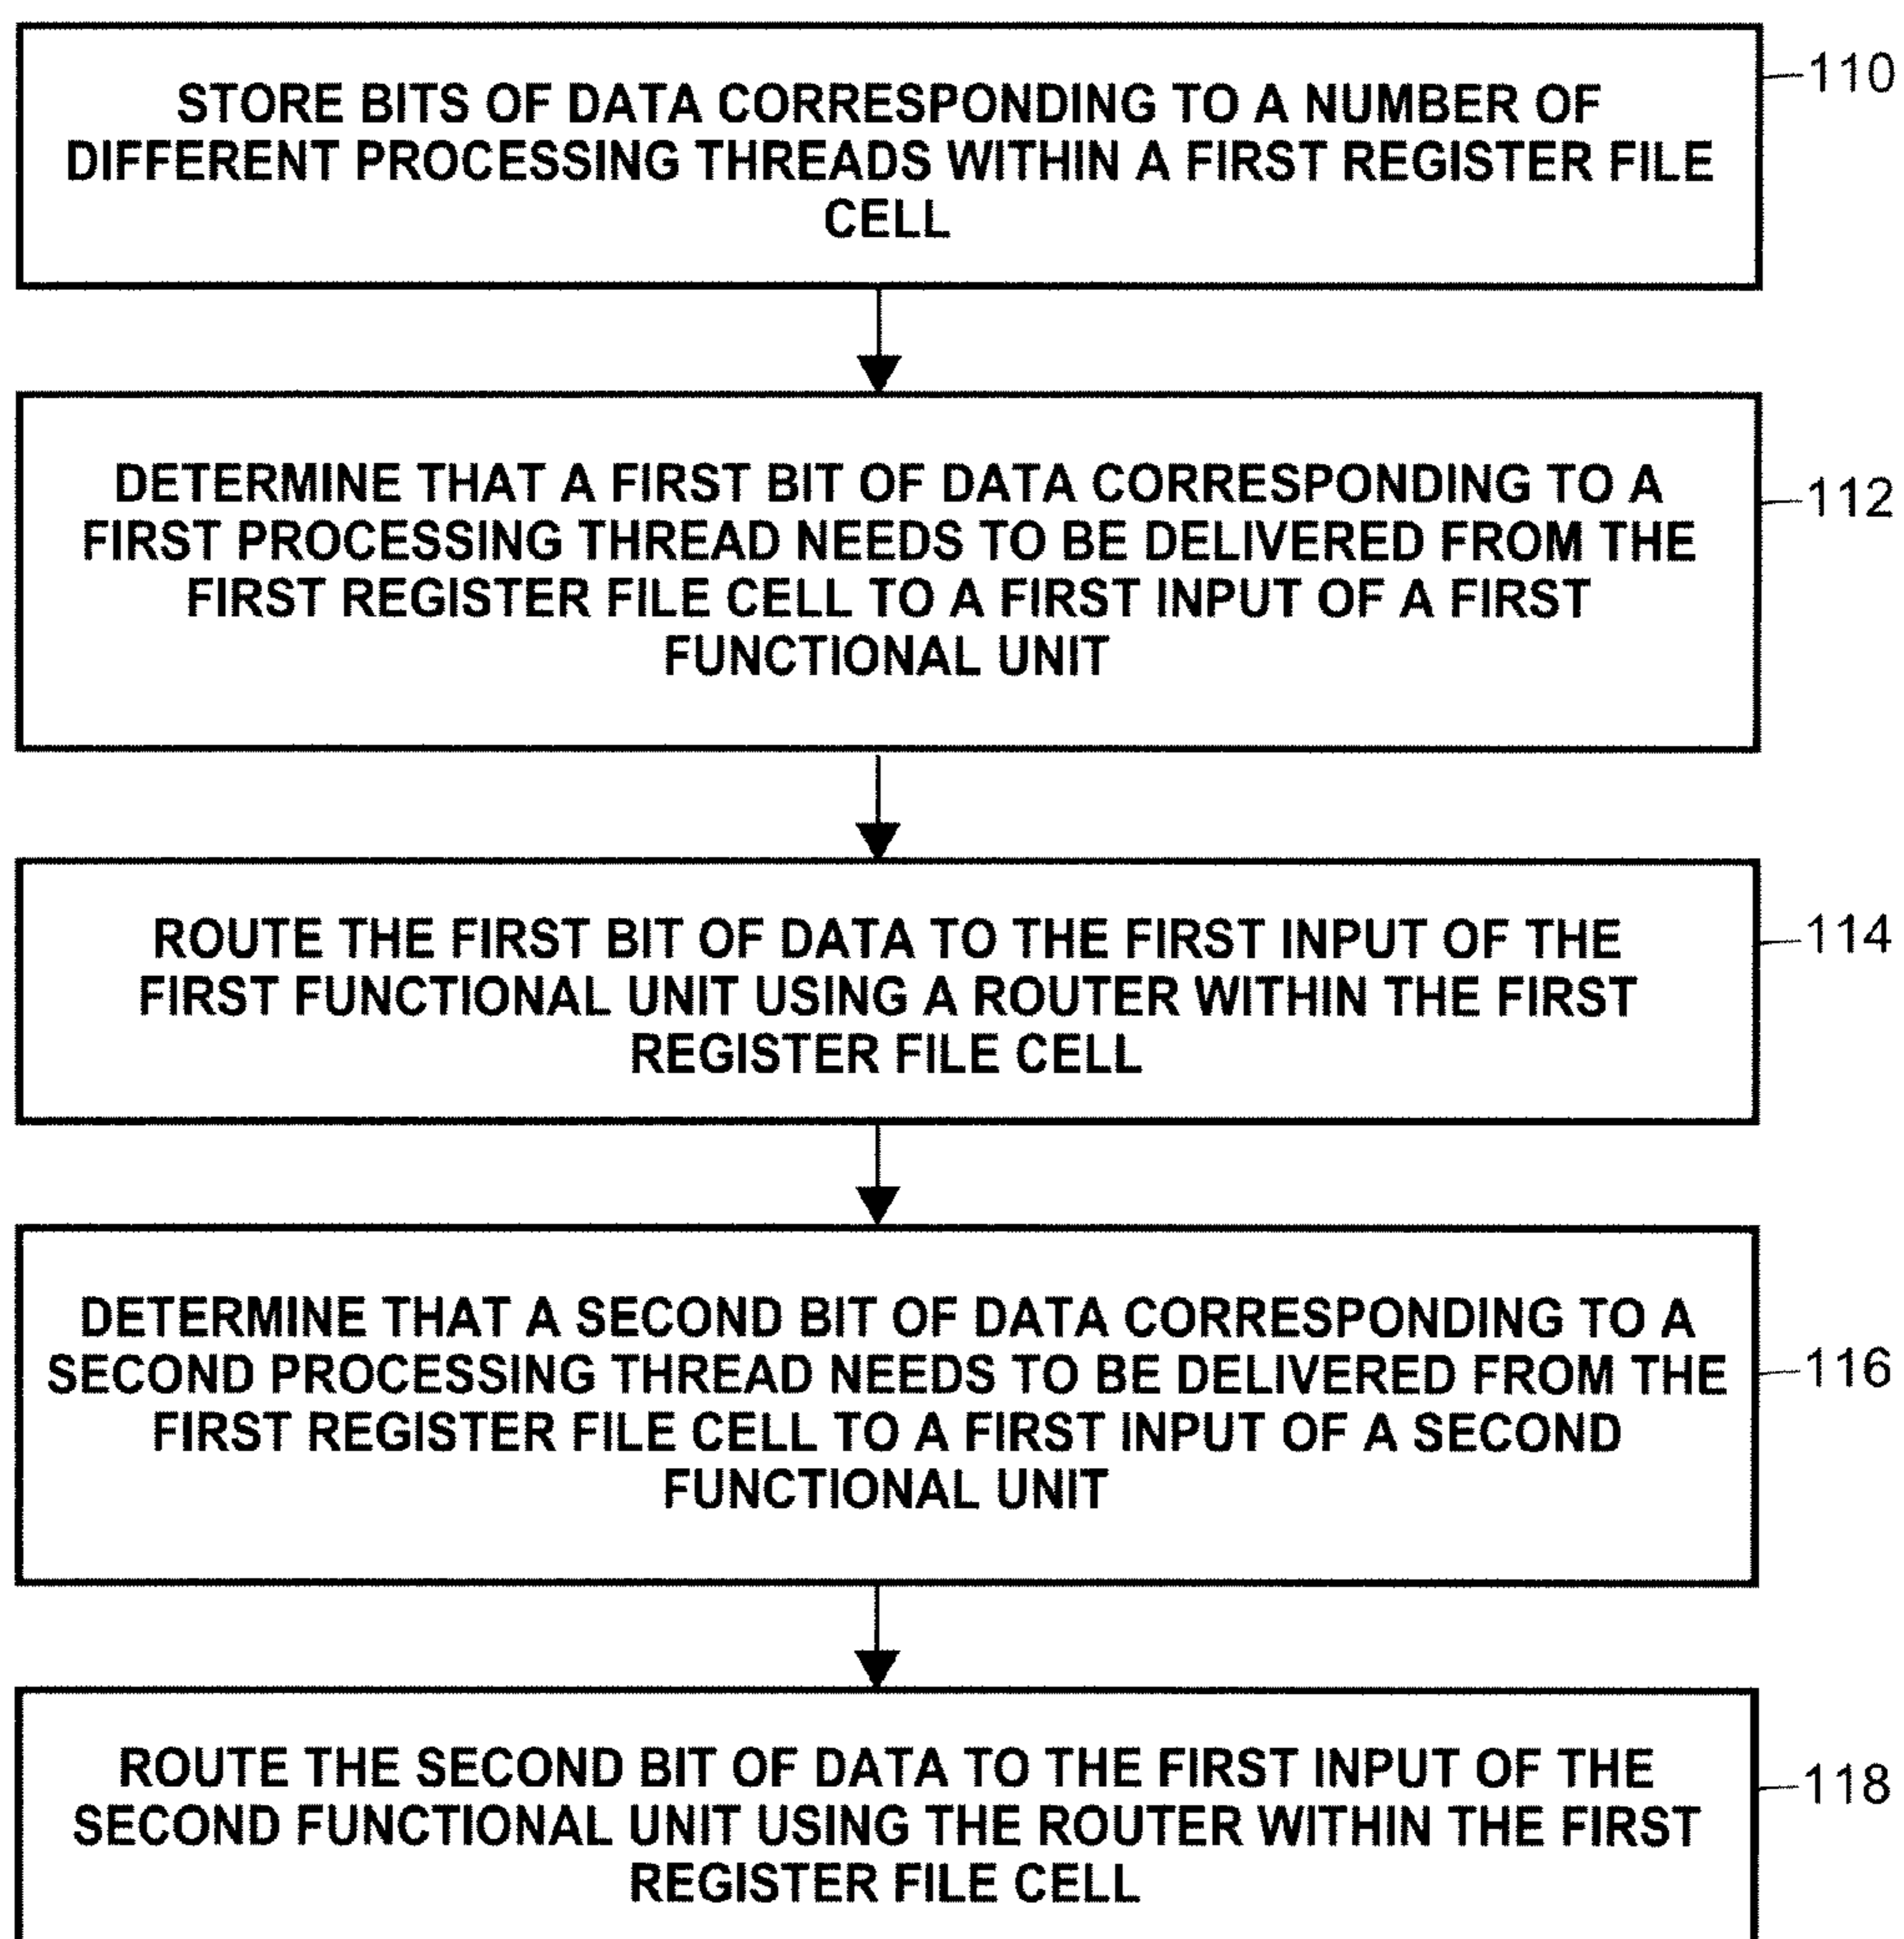 STORE BITS OF DATA CORRESPONDING TO A NUMBER OF
DIFFERENT PROCESSING THREADS WITHIN A FIRST REGISTER FILE
CELL
110
DETERMINE THAT A FIRST BIT OF DATA CORRESPONDING TO A
FIRST PROCESSING THREAD NEEDS TO BE DELIVERED FROM THE
FIRST REGISTER FILE CELL TO A FIRST INPUT OF A FIRST
FUNCTIONAL UNIT
112
ROUTE THE FIRST BIT OF DATA TO THE FIRST INPUT OF THE
FIRST FUNCTIONAL UNIT USING A ROUTER WITHIN THE FIRST
REGISTER FILE CELL
114
DETERMINE THAT A SECOND BIT OF DATA CORRESPONDING TO A
SECOND PROCESSING THREAD NEEDS TO BE DELIVERED FROM THE
FIRST REGISTER FILE CELL TO A FIRST INPUT OF A SECOND
FUNCTIONAL UNIT
116
ROUTE THE SECOND BIT OF DATA TO THE FIRST INPUT OF THE
SECOND FUNCTIONAL UNIT USING THE ROUTER WITHIN THE FIRST
REGISTER FILE CELL
118